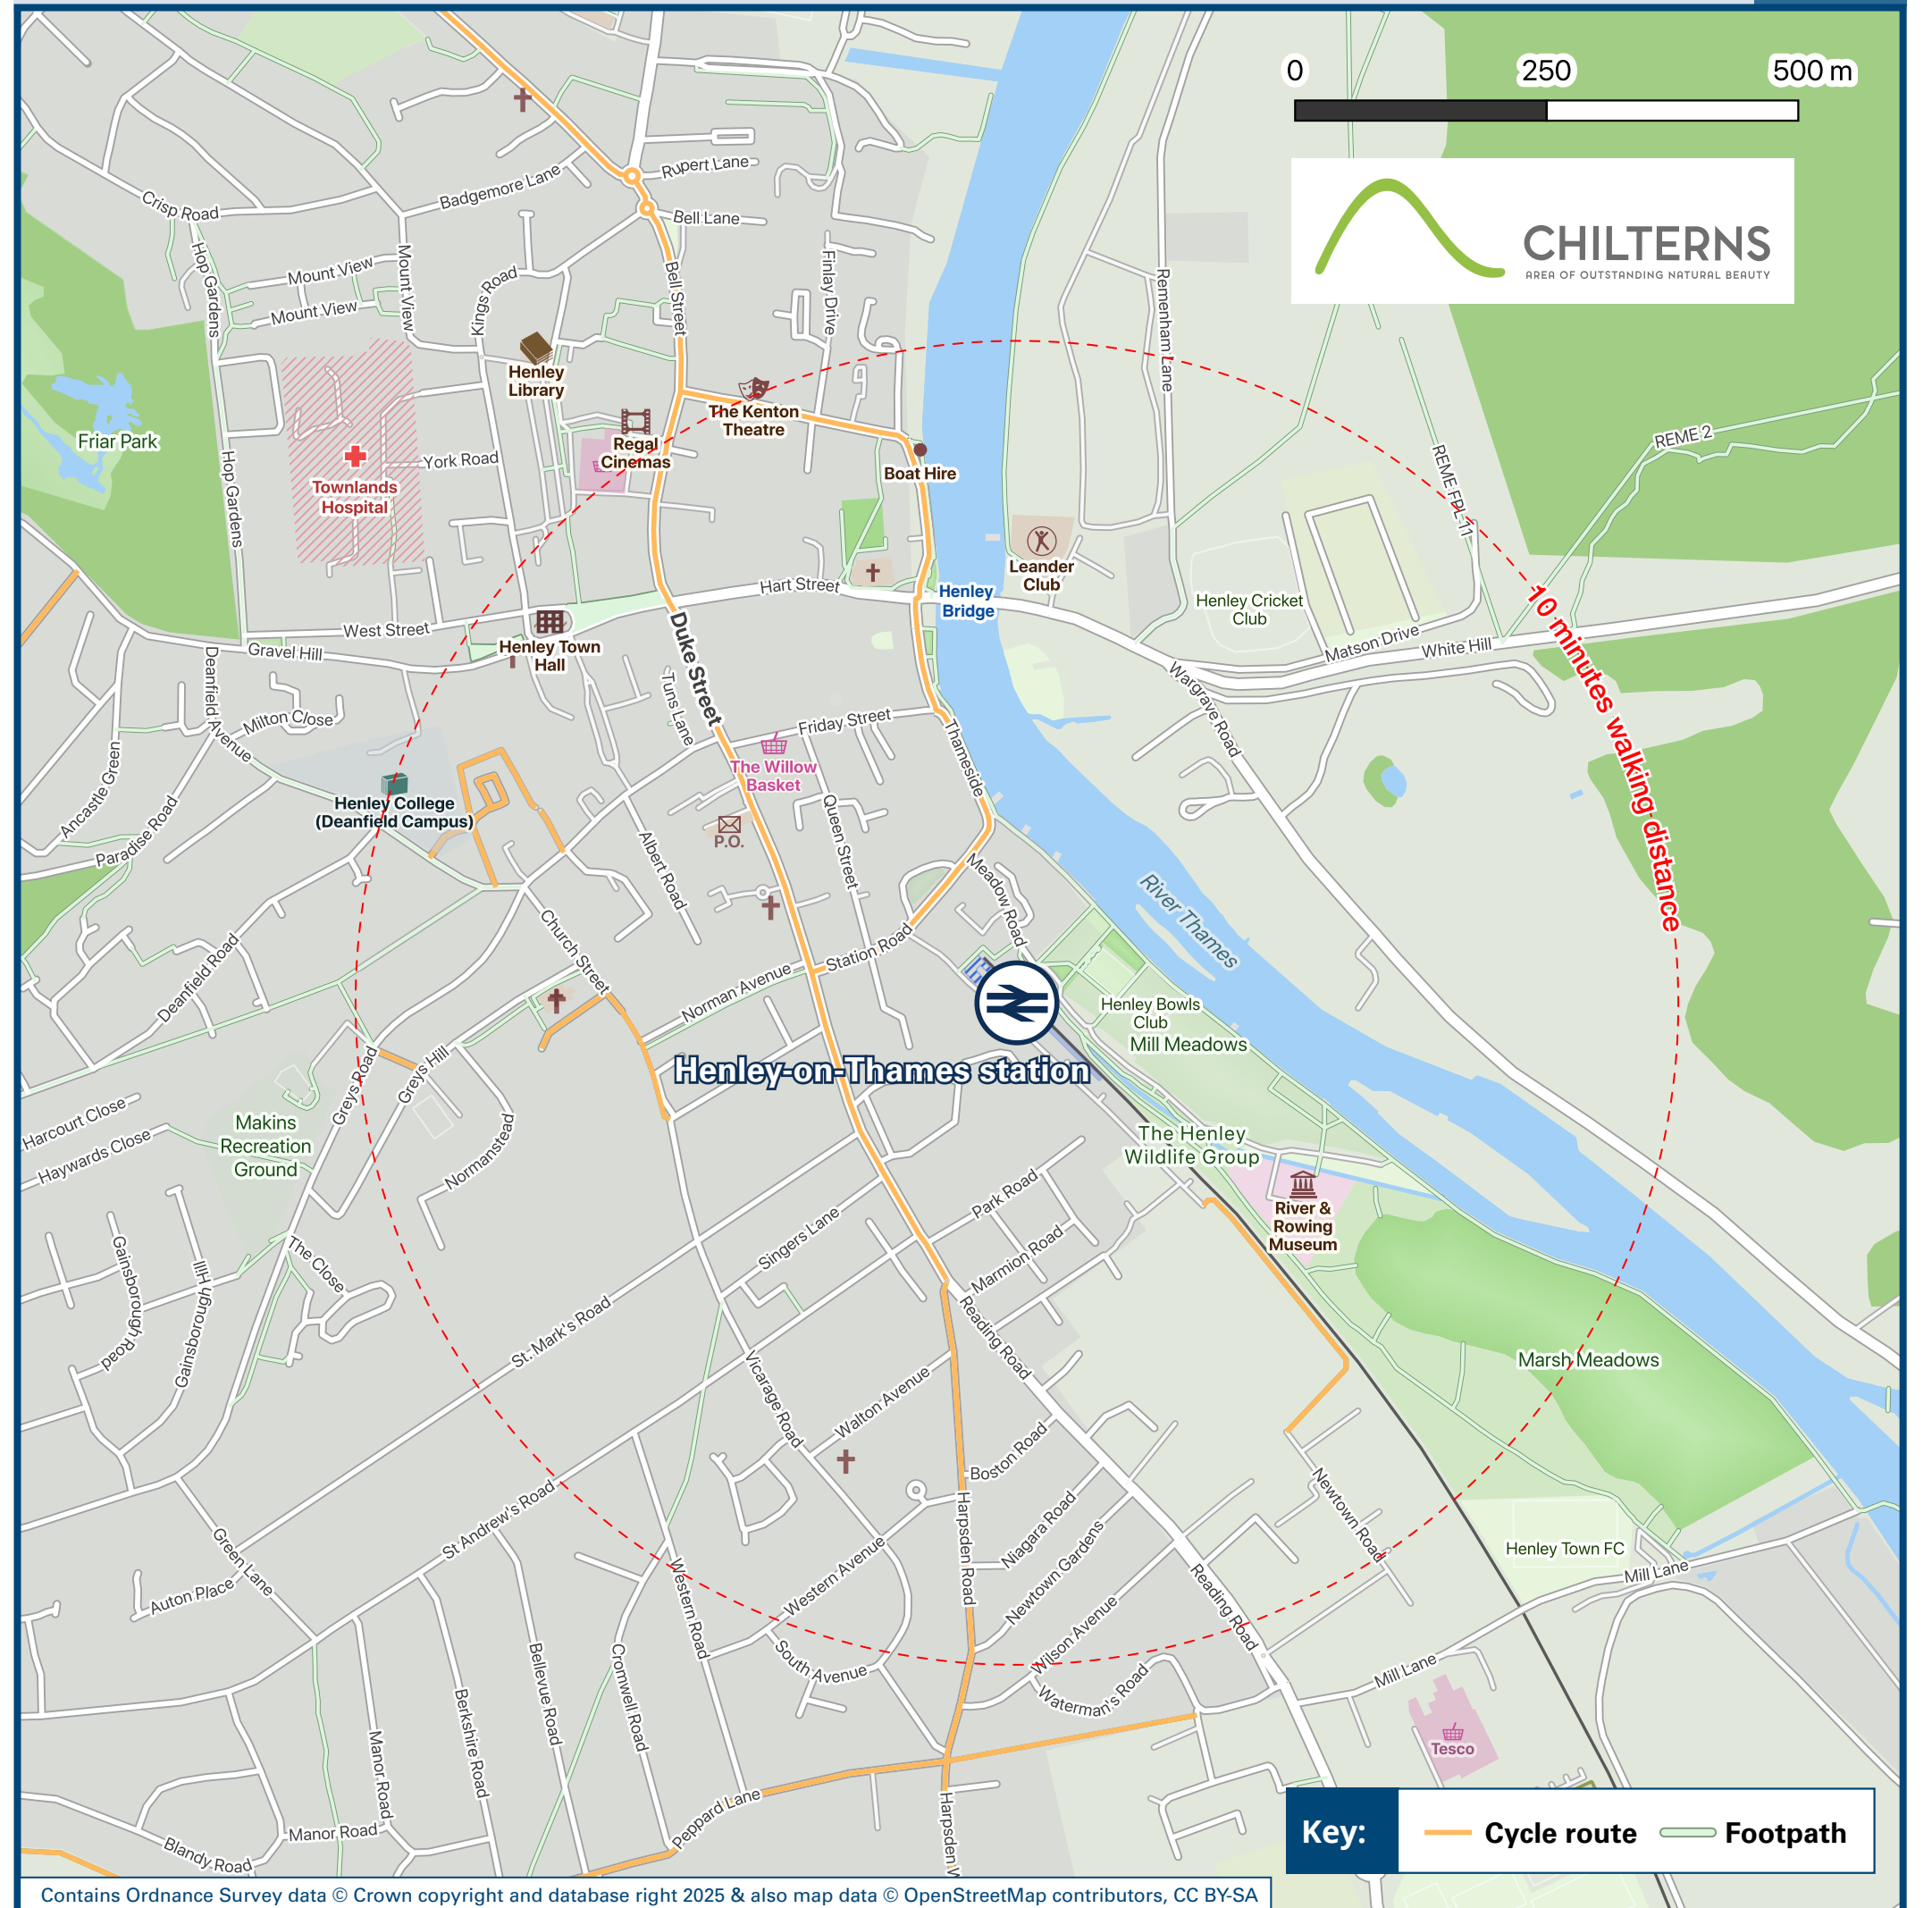 0 250 500 m
CHILTERNS
AREA OF OUTSTANDING NATURAL BEAUTY
Rupert Lane
Badgemore Lane
Crisp Road
Bell Lane
Hop Gardens
Mount View
Mount View
Mount View
Kings Road
Bell Street
Finlay Drive
Remenham Lane
Henley
Library
The Kenton
Theatre
Regal
Cinemas
Friar Park
York Road
Hop Gardens
Townlands
Hospital
Boat Hire
REME 2
REME FPL 11
Leander
Club
Hart Street
Henley
Bridge
Henley Cricket
Club
Matson Drive
White Hill
10 minutes walking distance
West Street
Gravel Hill
Henley Town
Hall
Duke Street
Tuns Lane
Deanfield Avenue
Milton Close
Friday Street
Thameside
Wargrave Road
Ancastle Green
Paradise Road
The Willow
Basket
P.O.
Queen Street
Henley College
(Deanfield Campus)
Albert Road
Meadow Road
River Thames
Church Street
Station Road
Norman Avenue
Deanfield Road
Henley Bowls
Club
Mill Meadows
Henley-on-Thames station
Greys Road
Greys Hill
Harcourt Close
Haywards Close
Makins
Recreation
Ground
Normanstead
The Henley
Wildlife Group
River &
Rowing
Museum
Park Road
Singers Lane
Marmion Road
The Close
Gainsborough Road
Gainsborough Hill
St. Mark's Road
Reading Road
Marsh Meadows
Vicarage Road
Walton Avenue
Boston Road
Harpsden Road
Niagara Road
Newtown Gardens
Newtown Road
Henley Town FC
Mill Lane
St Andrew's Road
Green Lane
Auton Place
Western Avenue
Western Road
Wilson Avenue
Reading Road
South Avenue
Waterman's Road
Mill Lane
Tesco
Bellevue Road
Cromwell Road
Berkshire Road
Manor Road
Manor Road
Blandy Road
Peppard Lane
Harpsden W
Key: Cycle route Footpath
Contains Ordnance Survey data © Crown copyright and database right 2025 & also map data © OpenStreetMap contributors, CC BY-SA